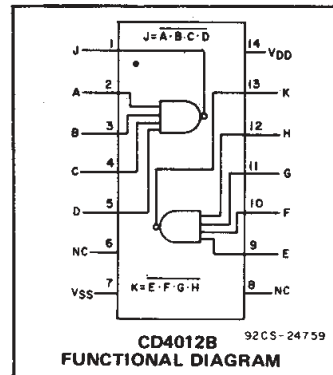 J=A·B·C·D
J 1
14 VDD
A 2
13 K
B 3
12 H
C 4
11 G
D 5
10 F
NC 6
9 E
VSS 7
8 NC
K=E·F·G·H
92CS-24759
CD4012B
FUNCTIONAL DIAGRAM